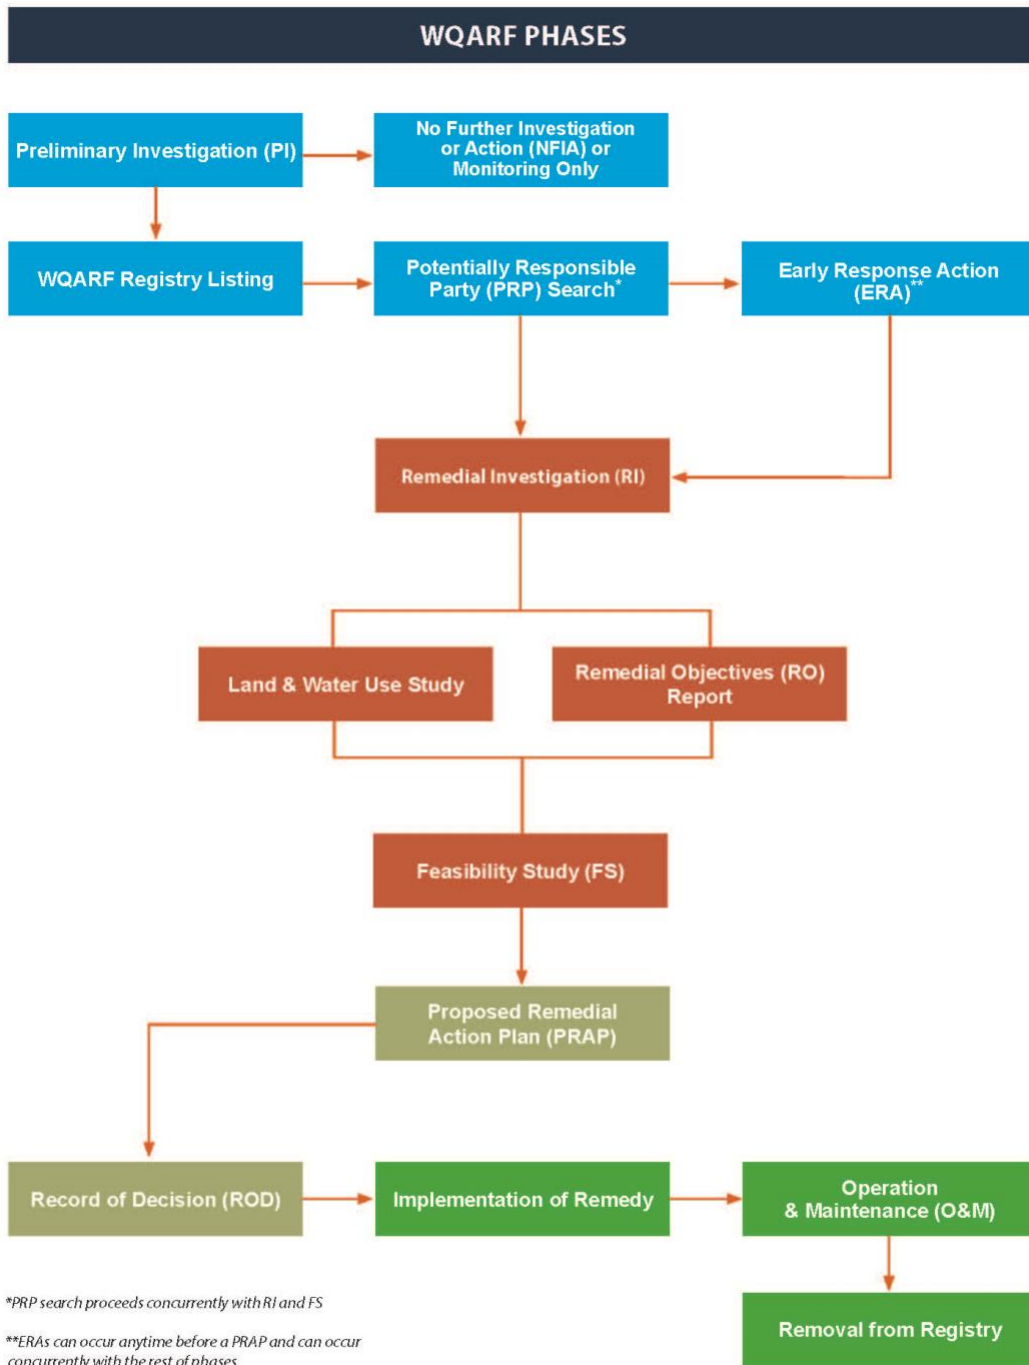 WQARF PHASES
Preliminary Investigation (PI)
No Further Investigation
or Action (NFIA) or
Monitoring Only
WQARF Registry Listing
Potentially Responsible
Party (PRP) Search*
Early Response Action
(ERA)**
Remedial Investigation (RI)
Land & Water Use Study
Remedial Objectives (RO)
Report
Feasibility Study (FS)
Proposed Remedial
Action Plan (PRAP)
Record of Decision (ROD)
Implementation of Remedy
Operation
& Maintenance (O&M)
Removal from Registry
*PRP search proceeds concurrently with RI and FS
**ERAs can occur anytime before a PRAP and can occur
concurrently with the rest of phases